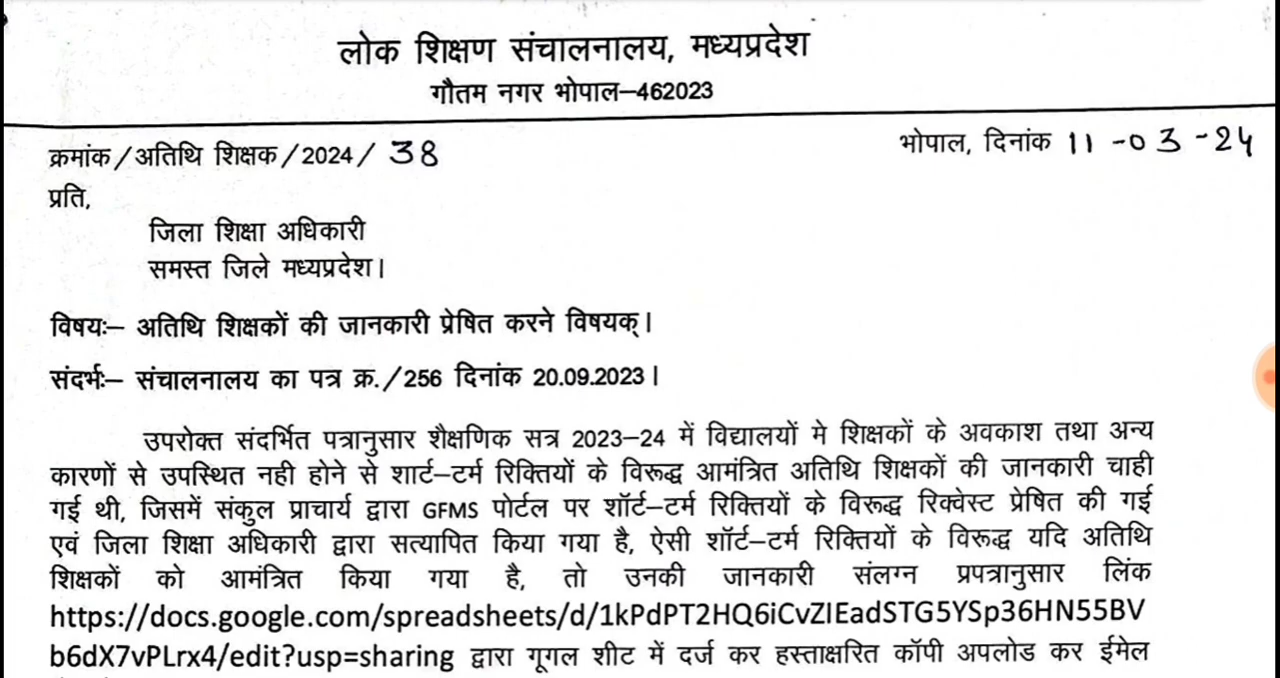 लोक शिक्षण संचालनालय, मध्यप्रदेश
गौतम नगर भोपाल–462023
क्रमांक/अतिथि शिक्षक/2024/ 38 भोपाल, दिनांक 11-03-24
प्रति,
जिला शिक्षा अधिकारी
समस्त जिले मध्यप्रदेश।
विषयः– अतिथि शिक्षकों की जानकारी प्रेषित करने विषयक्।
संदर्भः– संचालनालय का पत्र क्र./256 दिनांक 20.09.2023।
उपरोक्त संदर्भित पत्रानुसार शैक्षणिक सत्र 2023–24 में विद्यालयों मे शिक्षकों के अवकाश तथा अन्य
कारणों से उपस्थित नही होने से शार्ट–टर्म रिक्तियों के विरूद्ध आमंत्रित अतिथि शिक्षकों की जानकारी चाही
गई थी, जिसमें संकुल प्राचार्य द्वारा GFMS पोर्टल पर शॉर्ट–टर्म रिक्तियों के विरूद्ध रिक्वेस्ट प्रेषित की गई
एवं जिला शिक्षा अधिकारी द्वारा सत्यापित किया गया है, ऐसी शॉर्ट–टर्म रिक्तियों के विरूद्ध यदि अतिथि
शिक्षकों को आमंत्रित किया गया है, तो उनकी जानकारी संलग्न प्रपत्रानुसार लिंक
https://docs.google.com/spreadsheets/d/1kPdPT2HQ6iCvZIEadSTG5YSp36HN55BV
b6dX7vPLrx4/edit?usp=sharing द्वारा गूगल शीट में दर्ज कर हस्ताक्षरित कॉपी अपलोड कर ईमेल